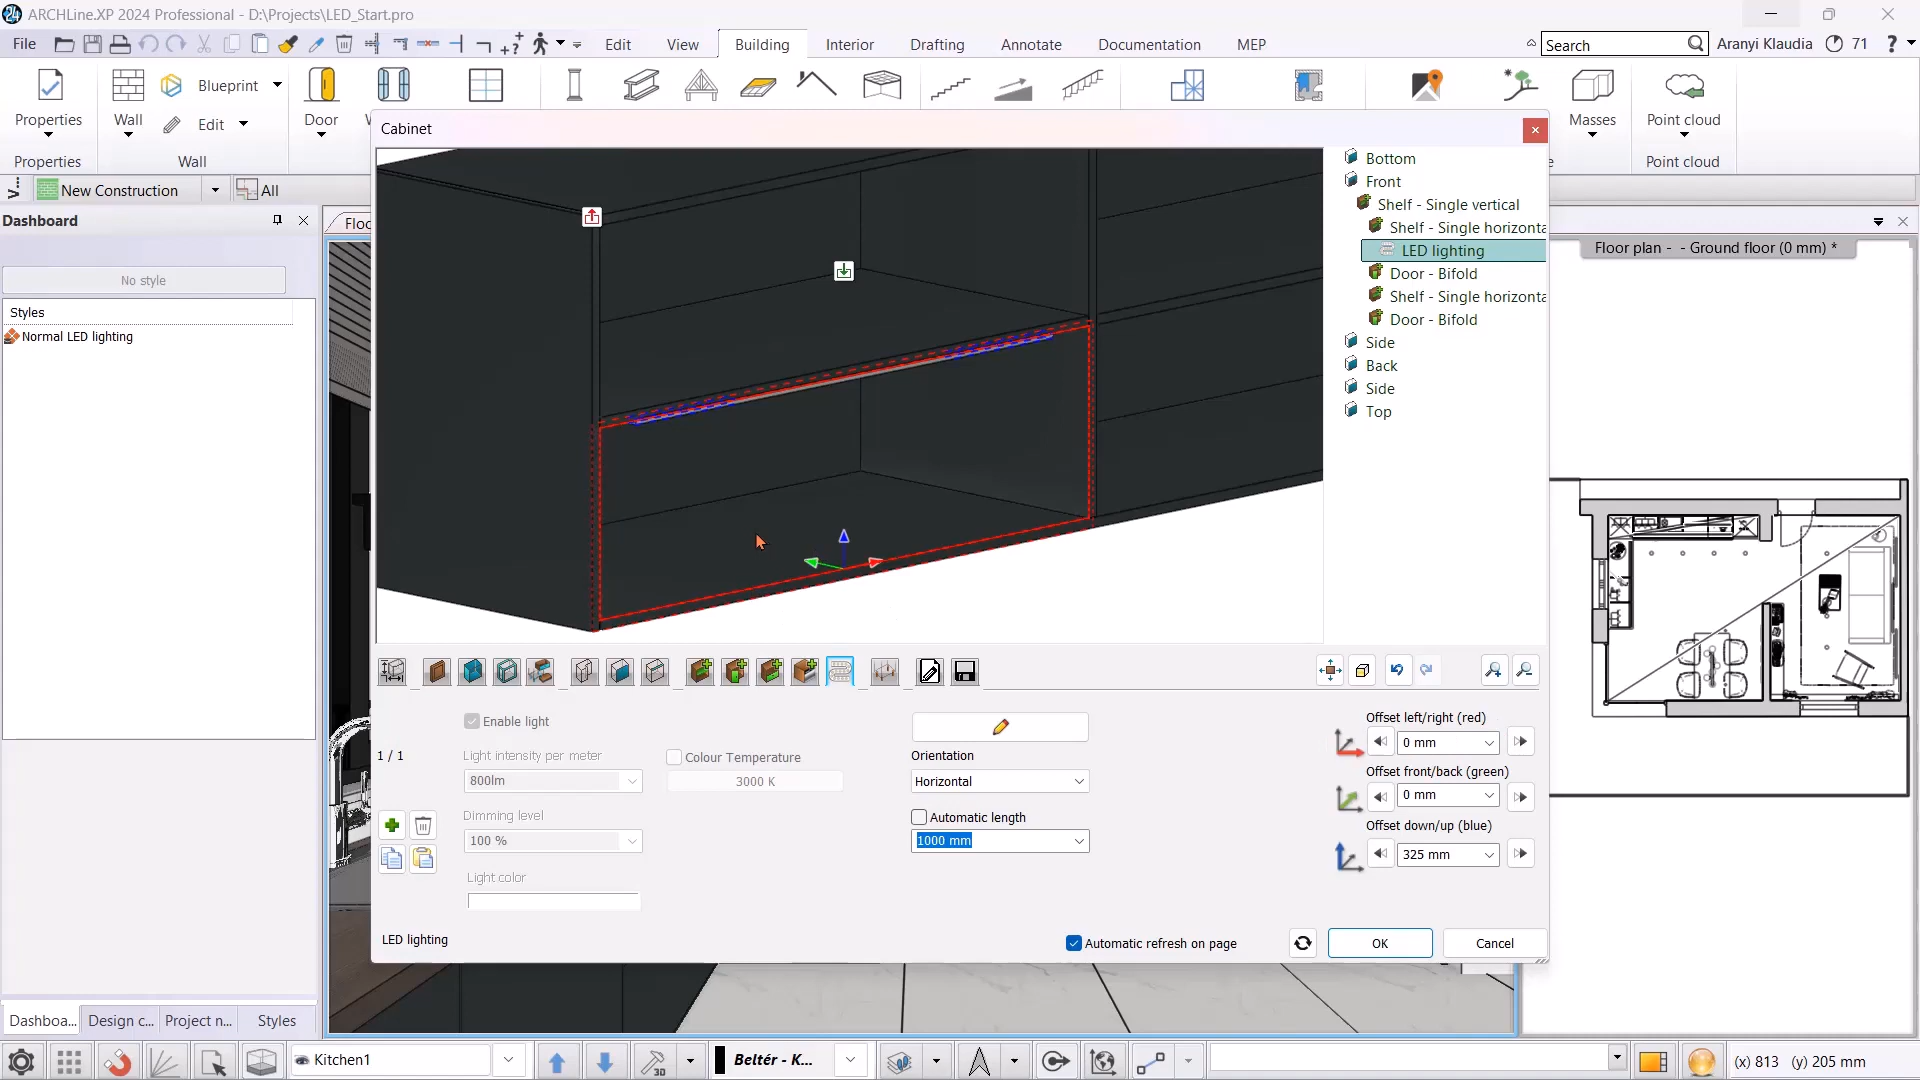 ARCHLine.XP 2024 Professional - D:\Projects\LED_Start.pro
File
Edit
View
Building
Interior
Drafting
Annotate
Documentation
MEP
Search
Aranyi Klaudia
71
?
Properties
Wall
Blueprint
Edit
Door
Masses
Point cloud
Properties
Wall
Point cloud
New Construction
All
Dashboard
No style
Styles
Normal LED lighting
Cabinet
Bottom
Front
Shelf - Single vertical
Shelf - Single horizonta
LED lighting
Door - Bifold
Shelf - Single horizonta
Door - Bifold
Side
Back
Side
Top
Floor plan - - Ground floor (0 mm) *
Enable light
1 / 1
Light intensity per meter
800lm
Colour Temperature
3000 K
Dimming level
100 %
Light color
Orientation
Horizontal
Automatic length
1000 mm
Offset left/right (red)
0 mm
Offset front/back (green)
0 mm
Offset down/up (blue)
325 mm
LED lighting
Automatic refresh on page
OK
Cancel
Dashboa...
Design c...
Project n...
Styles
Kitchen1
3D
Beltér - K...
(x) 813 (y) 205 mm